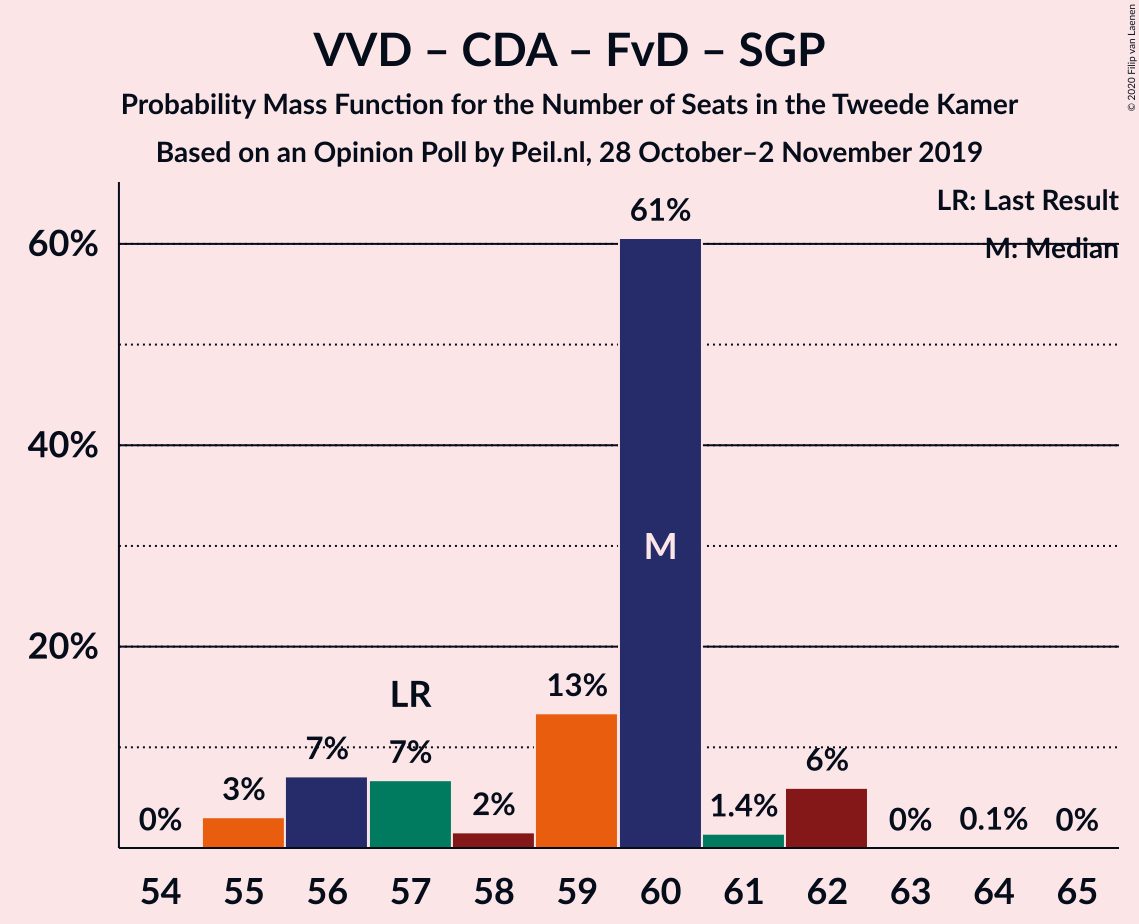 VVD – CDA – FvD – SGP
Probability Mass Function for the Number of Seats in the Tweede Kamer
Based on an Opinion Poll by Peil.nl, 28 October–2 November 2019
© 2020 Filip van Laenen
LR: Last Result
M: Median
61%
60%
40%
M
20%
LR
13%
7%
7%
6%
3%
2%
1.4%
0%
0%
0.1%
0%
54 55 56 57 58 59 60 61 62 63 64 65